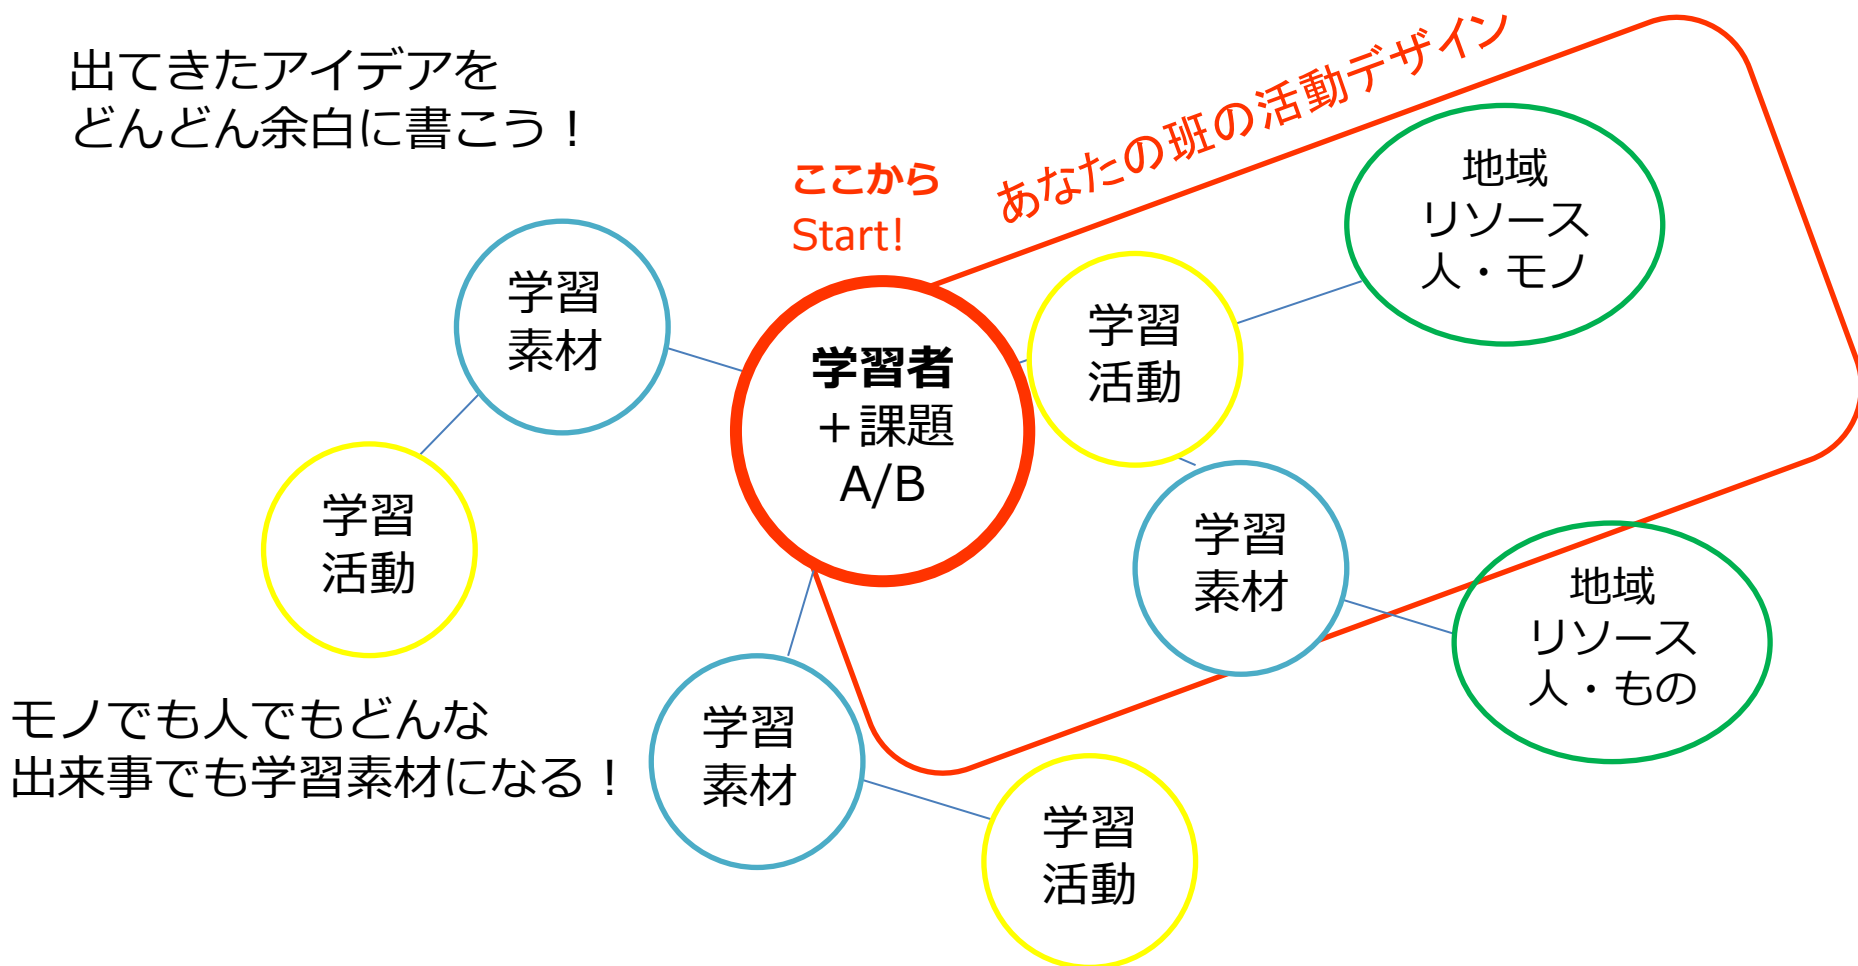 出てきたアイデアを
どんどん余白に書こう！
ここから
Start!
あなたの班の活動デザイン
地域
リソース
人・モノ
学習
素材
学習者
＋課題
A/B
学習
活動
学習
活動
学習
素材
地域
リソース
人・もの
モノでも人でもどんな
出来事でも学習素材になる！
学習
素材
学習
活動